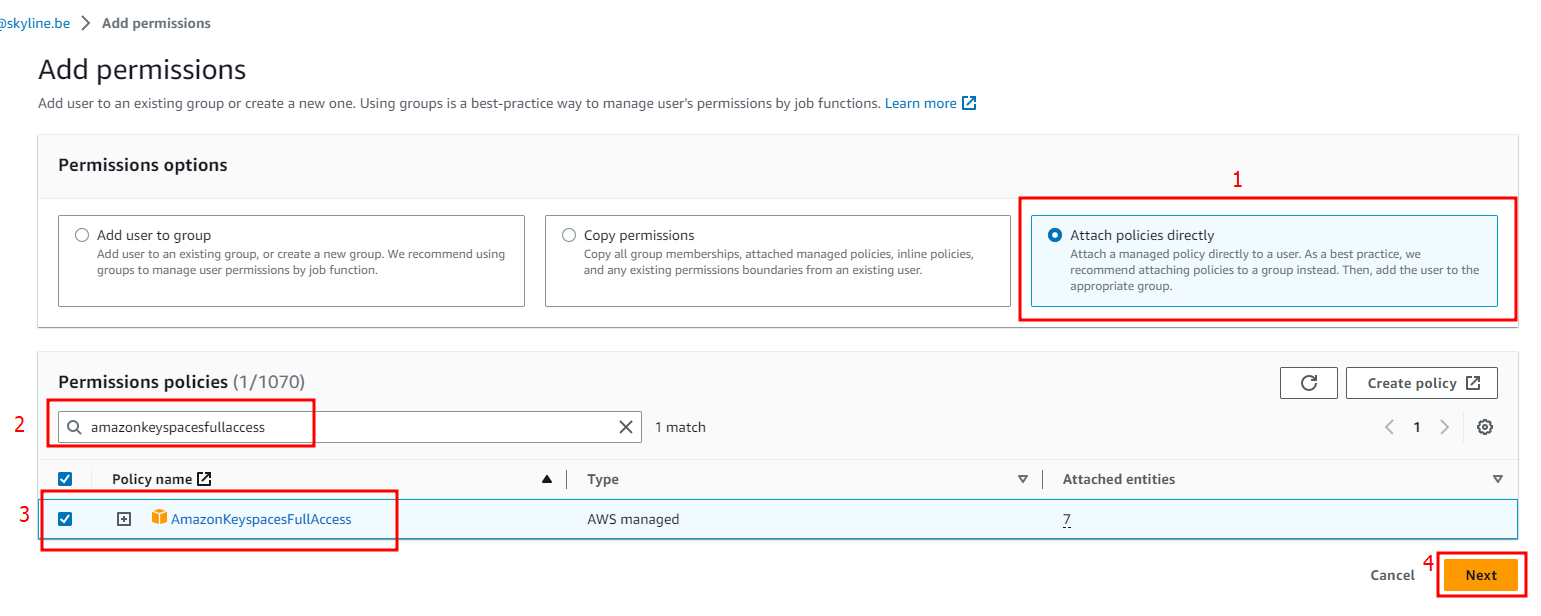 @skyline.be > Add permissions
Add permissions
Add user to an existing group or create a new one. Using groups is a best-practice way to manage user's permissions by job functions. Learn more
Permissions options
1
Add user to group
Add user to an existing group, or create a new group. We recommend using
groups to manage user permissions by job function.
Copy permissions
Copy all group memberships, attached managed policies, inline policies,
and any existing permissions boundaries from an existing user.
Attach policies directly
Attach a managed policy directly to a user. As a best practice, we
recommend attaching policies to a group instead. Then, add the user to the
appropriate group.
Permissions policies (1/1070)
Create policy
2
amazonkeyspacesfullaccess
1 match
1
Policy name
Type
Attached entities
3
AmazonKeyspacesFullAccess
AWS managed
7
Cancel
4
Next